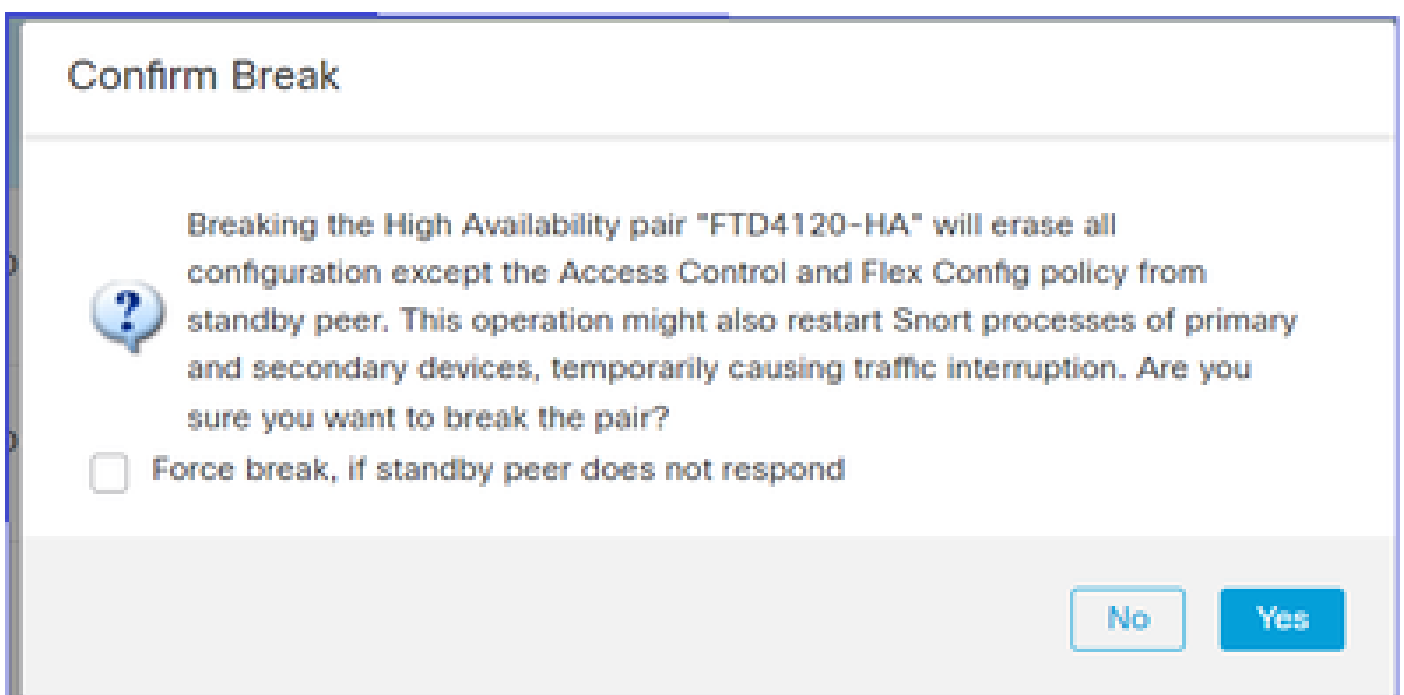 Confirm Break
Breaking the High Availability pair "FTD4120-HA" will erase all
configuration except the Access Control and Flex Config policy from
standby peer. This operation might also restart Snort processes of primary
and secondary devices, temporarily causing traffic interruption. Are you
sure you want to break the pair?
Force break, if standby peer does not respond
No
Yes